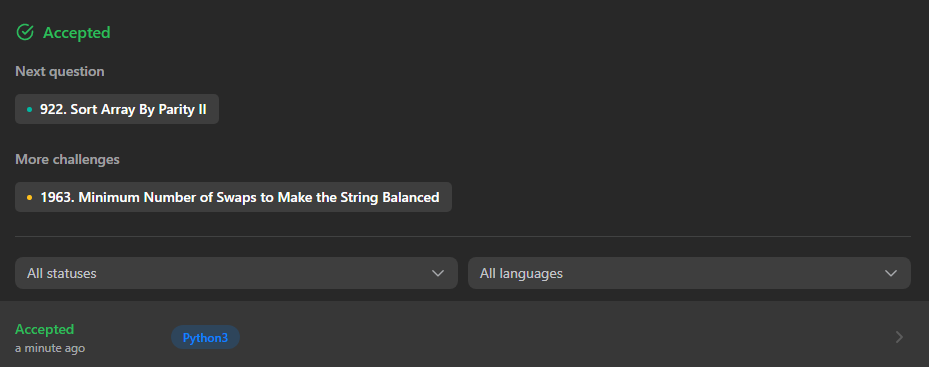 Accepted
Next question
922. Sort Array By Parity II
More challenges
1963. Minimum Number of Swaps to Make the String Balanced
All statuses
All languages
Accepted
Python3
a minute ago